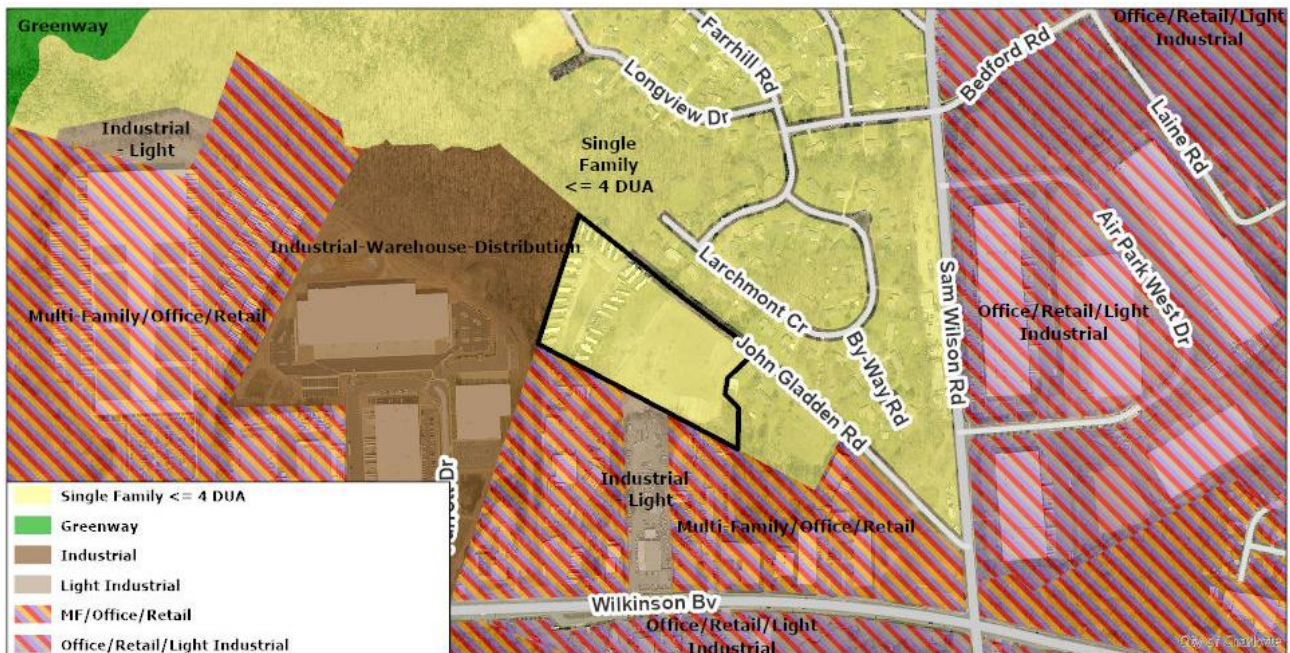 Greenway
Office/Retail/Light
Industrial
Farrhill Rd
Bedford Rd
Longview Dr
Laine Rd
Industrial
- Light
Single
Family
<= 4 DUA
Air Park West Dr
Industrial-Warehouse-Distribution
Larchmont Cr
Sam Wilson Rd
Multi-Family/Office/Retail
Office/Retail/Light
Industrial
By-Way Rd
John Gladden Rd
Industrial
- Light
Multi-Family/Office/Retail
Single Family <= 4 DUA
Greenway
Industrial
Light Industrial
MF/Office/Retail
Office/Retail/Light Industrial
Wilkinson Bv
Office/Retail/Light
Industrial
City of Charlotte